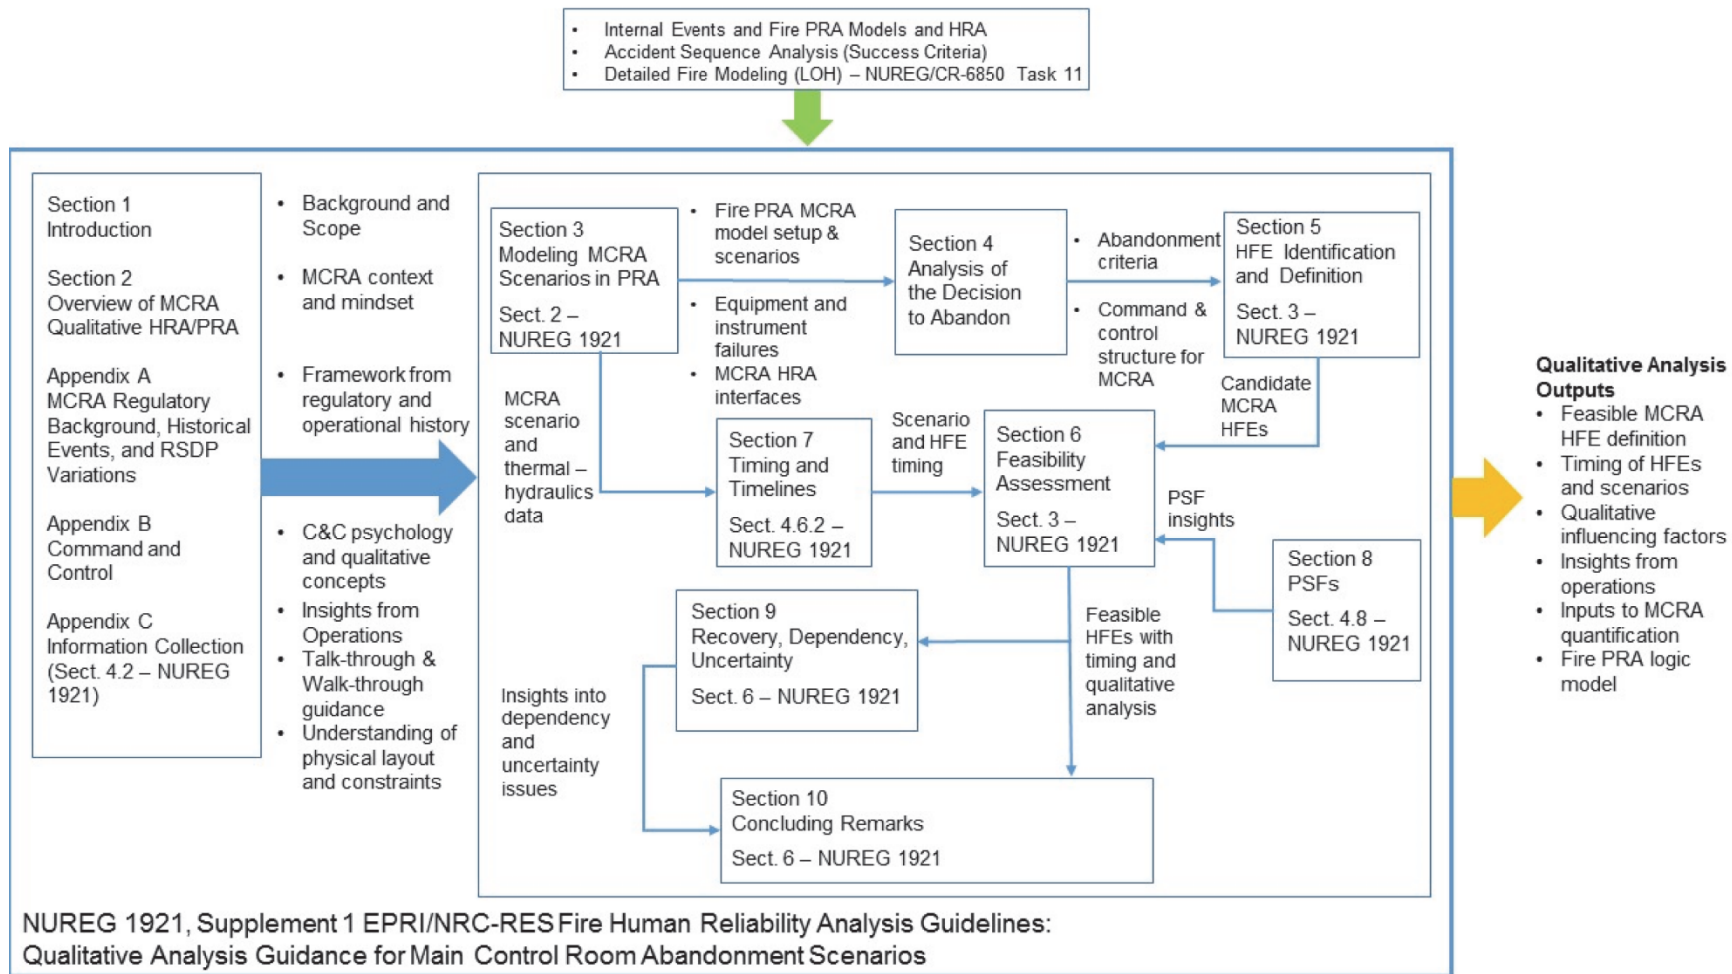 • Internal Events and Fire PRA Models and HRA
• Accident Sequence Analysis (Success Criteria)
• Detailed Fire Modeling (LOH) – NUREG/CR-6850 Task 11
Section 1
Introduction
Section 2
Overview of MCRA
Qualitative HRA/PRA
Appendix A
MCRA Regulatory
Background, Historical
Events, and RSDP
Variations
Appendix B
Command and
Control
Appendix C
Information Collection
(Sect. 4.2 – NUREG
1921)
• Background and
Scope
• MCRA context
and mindset
• Framework from
regulatory and
operational history
• C&C psychology
and qualitative
concepts
• Insights from
Operations
• Talk-through &
Walk-through
guidance
• Understanding of
physical layout
and constraints
Section 3
Modeling MCRA
Scenarios in PRA
Sect. 2 –
NUREG 1921
• Fire PRA MCRA
model setup &
scenarios
• Equipment and
instrument
failures
• MCRA HRA
interfaces
Section 4
Analysis of
the Decision
to Abandon
• Abandonment
criteria
• Command &
control
structure for
MCRA
Section 5
HFE Identification
and Definition
Sect. 3 –
NUREG 1921
MCRA
scenario
and
thermal –
hydraulics
data
Section 7
Timing and
Timelines
Sect. 4.6.2 –
NUREG 1921
Scenario
and HFE
timing
Section 6
Feasibility
Assessment
Sect. 3 –
NUREG 1921
Candidate
MCRA
HFEs
PSF
insights
Section 8
PSFs
Sect. 4.8 –
NUREG 1921
Section 9
Recovery, Dependency,
Uncertainty
Sect. 6 – NUREG 1921
Feasible
HFEs with
timing and
qualitative
analysis
Insights into
dependency
and
uncertainty
issues
Section 10
Concluding Remarks
Sect. 6 – NUREG 1921
Qualitative Analysis
Outputs
• Feasible MCRA
HFE definition
• Timing of HFEs
and scenarios
• Qualitative
influencing factors
• Insights from
operations
• Inputs to MCRA
quantification
• Fire PRA logic
model
NUREG 1921, Supplement 1 EPRI/NRC-RES Fire Human Reliability Analysis Guidelines:
Qualitative Analysis Guidance for Main Control Room Abandonment Scenarios